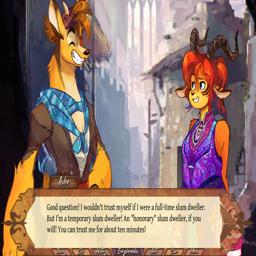 Ador
Good question! I wouldn't trust myself if I were a full-time slum dweller.
But I'm a temporary slum dweller! An "honorary" slum dweller, if you
will! You can trust me for about ten minutes!